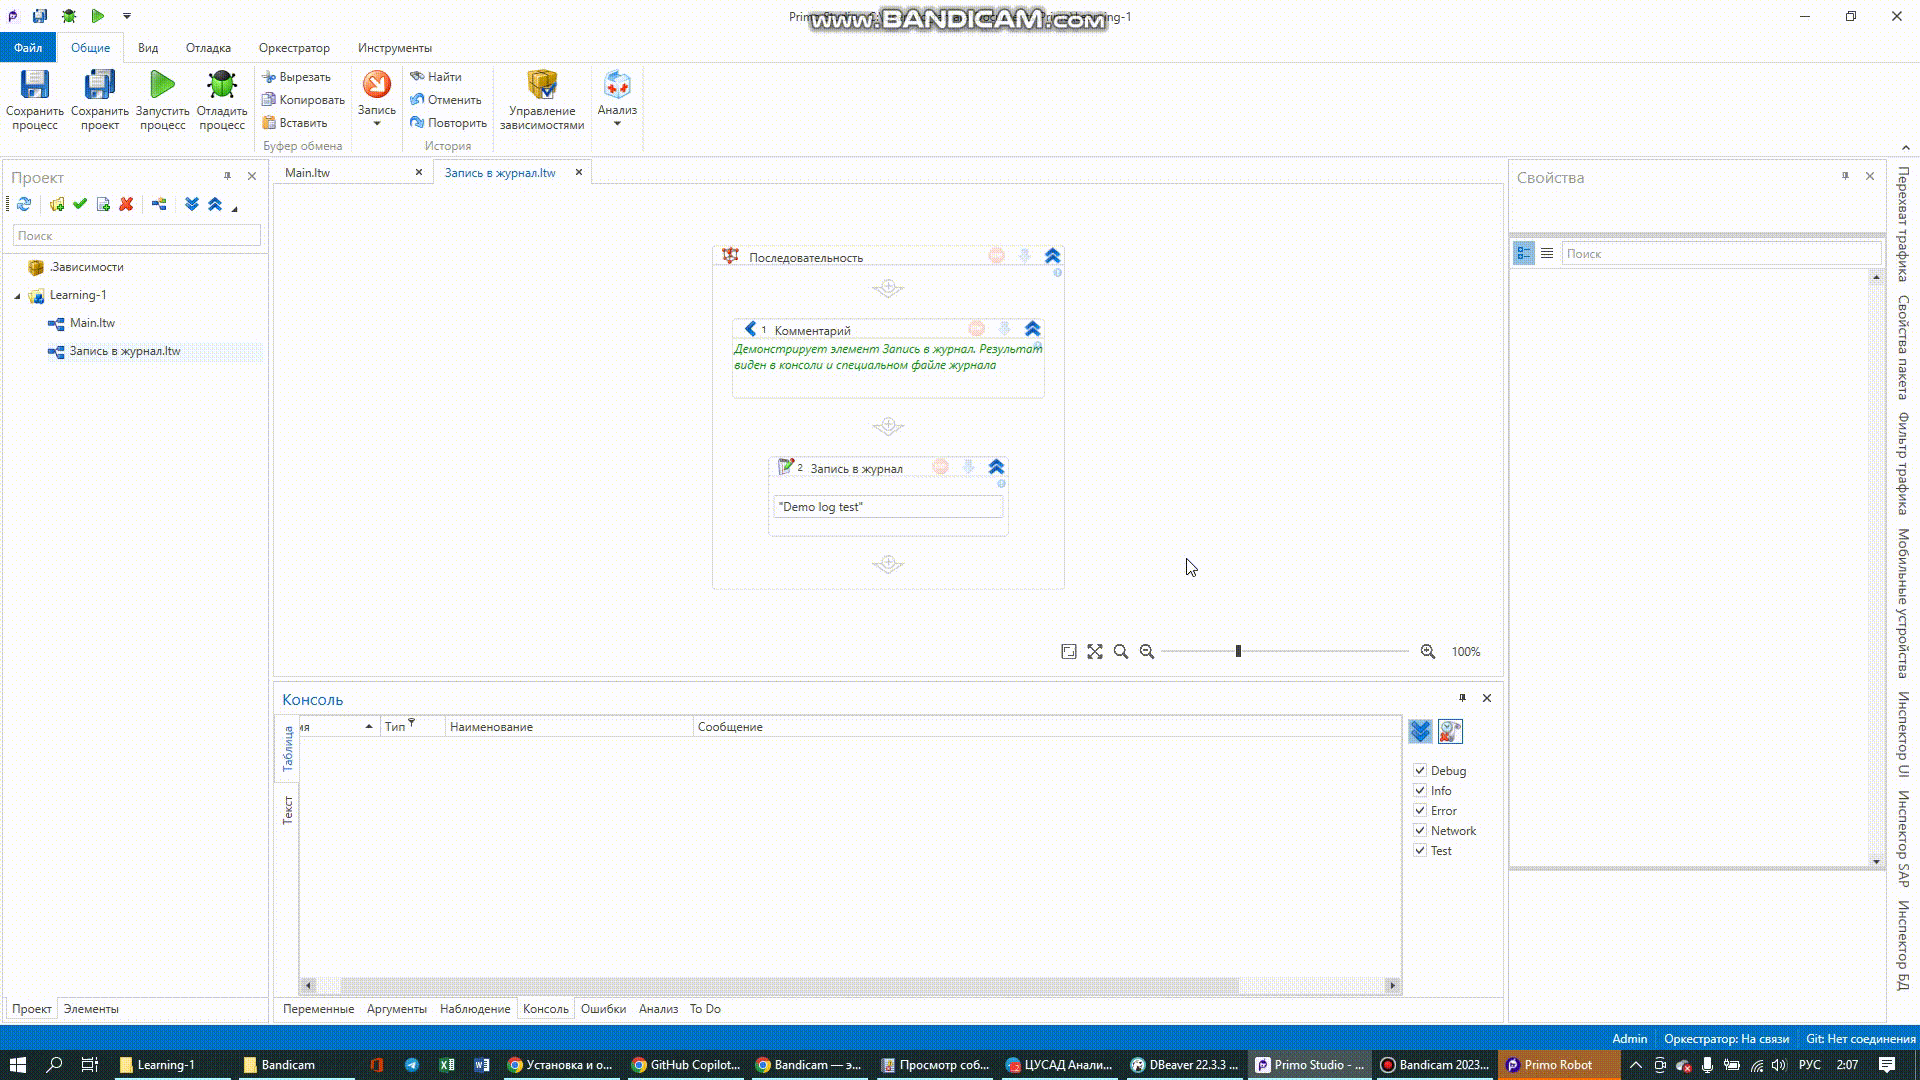 www.BANDICAM.com
Файл
Общие
Вид
Отладка
Оркестратор
Инструменты
Сохранить процесс
Сохранить проект
Запустить процесс
Отладить процесс
Вырезать
Копировать
Вставить
Буфер обмена
Запись
Найти
Отменить
Повторить
История
Управление зависимостями
Анализ
Проект
Поиск
.Зависимости
Learning-1
Main.ltw
Запись в журнал.ltw
Проект
Элементы
Main.ltw
Запись в журнал.ltw
Последовательность
1 Комментарий
Демонстрирует элемент Запись в журнал. Результат
виден в консоли и специальном файле журнала
2 Запись в журнал
"Demo log test"
100%
Консоль
Таблица
Текст
Тип
Наименование
Сообщение
Debug
Info
Error
Network
Test
Переменные
Аргументы
Наблюдение
Консоль
Ошибки
Анализ
To Do
Свойства
Поиск
Перехват трафика
Свойства пакета
Фильтр трафика
Мобильные устройства
Инспектор UI
Инспектор SAP
Инспектор БД
Admin
Оркестратор: На связи
Git: Нет соединения
Learning-1
Bandicam
Установка и о...
GitHub Copilot...
Bandicam — э...
Просмотр соб...
ЦУСАД Анали...
DBeaver 22.3.3 ...
Primo Studio - ...
Bandicam 2023...
Primo Robot
РУС
2:07